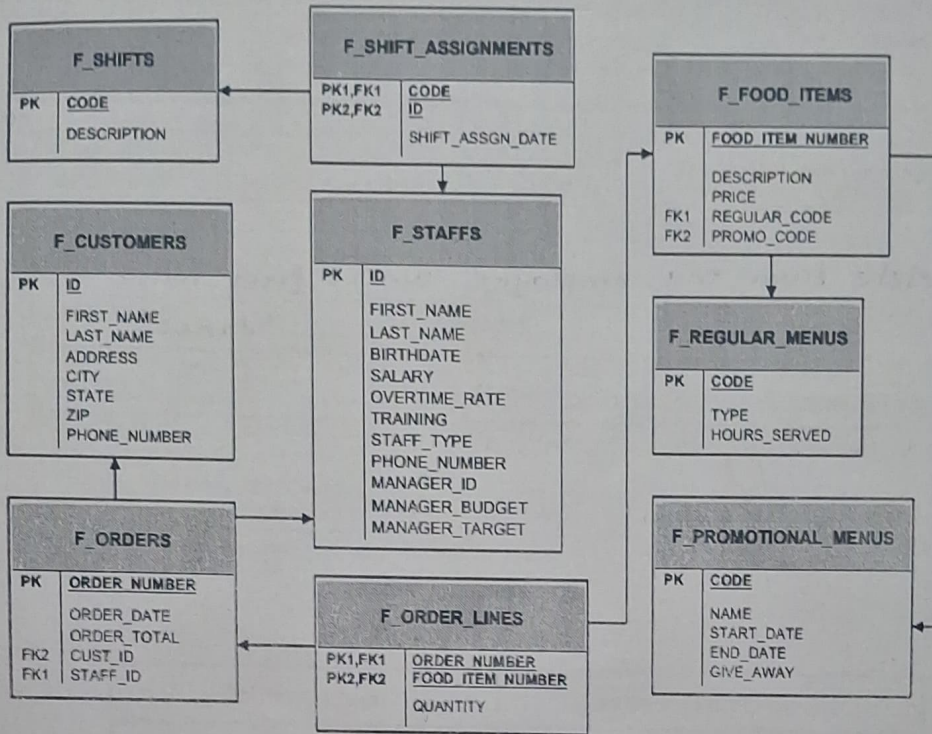 F_SHIFTS
PK CODE
DESCRIPTION
F_SHIFT_ASSIGNMENTS
PK1,FK1 CODE
PK2,FK2 ID
SHIFT_ASSGN_DATE
F_FOOD_ITEMS
PK FOOD ITEM NUMBER
DESCRIPTION
PRICE
FK1 REGULAR_CODE
FK2 PROMO_CODE
F_CUSTOMERS
PK ID
FIRST_NAME
LAST_NAME
ADDRESS
CITY
STATE
ZIP
PHONE_NUMBER
F_STAFFS
PK ID
FIRST_NAME
LAST_NAME
BIRTHDATE
SALARY
OVERTIME_RATE
TRAINING
STAFF_TYPE
PHONE_NUMBER
MANAGER_ID
MANAGER_BUDGET
MANAGER_TARGET
F_REGULAR_MENUS
PK CODE
TYPE
HOURS_SERVED
F_ORDERS
PK ORDER NUMBER
ORDER_DATE
ORDER_TOTAL
FK2 CUST_ID
FK1 STAFF_ID
F_ORDER_LINES
PK1,FK1 ORDER NUMBER
PK2,FK2 FOOD ITEM NUMBER
QUANTITY
F_PROMOTIONAL_MENUS
PK CODE
NAME
START_DATE
END_DATE
GIVE_AWAY